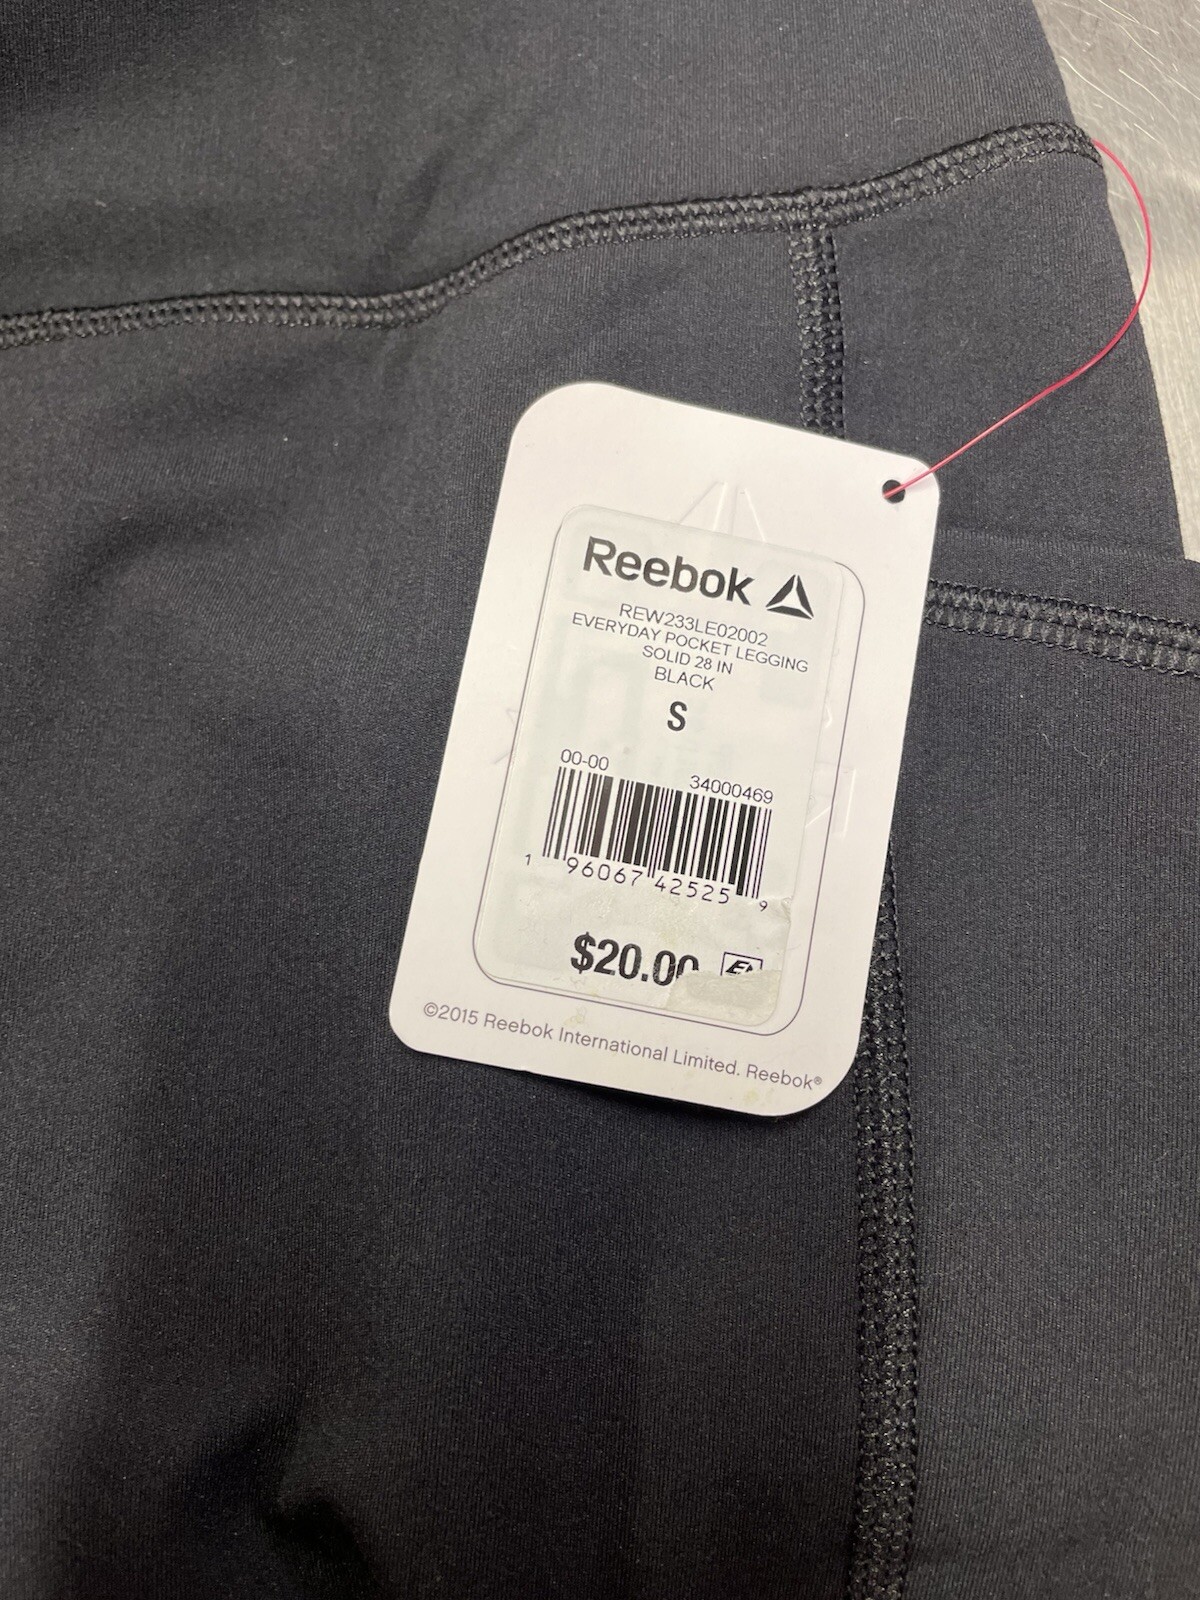 Reebok
REW233LE02002
EVERYDAY POCKET LEGGING
SOLID 28 IN
BLACK
S
00-00 34000469
1 96067 42525 9
$20.00
©2015 Reebok International Limited. Reebok®